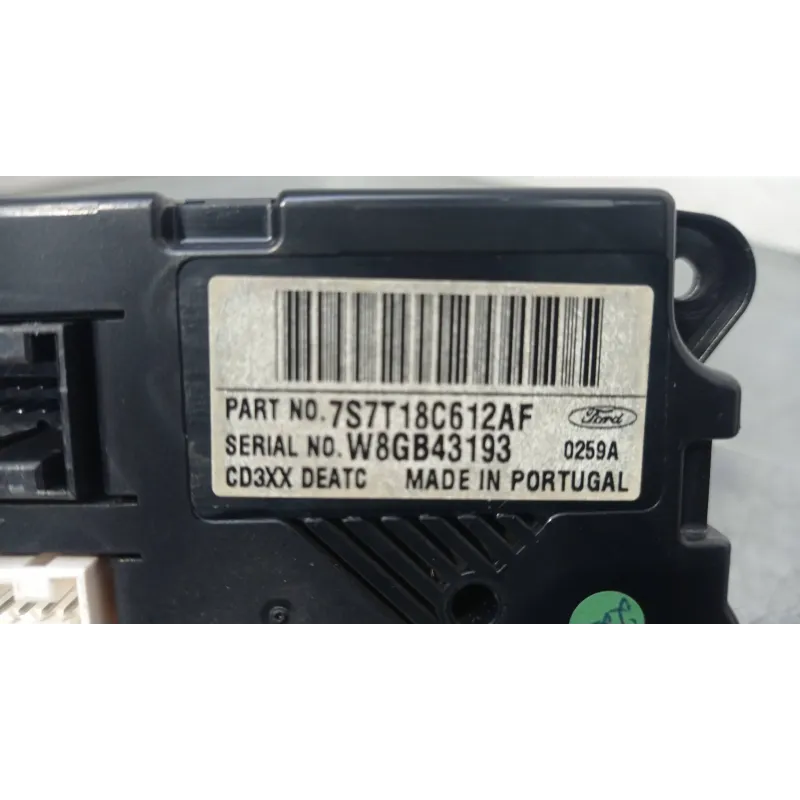 PART NO. 7S7T18C612AF Ford
SERIAL NO. W8GB43193 0259A
CD3XX DEATC MADE IN PORTUGAL